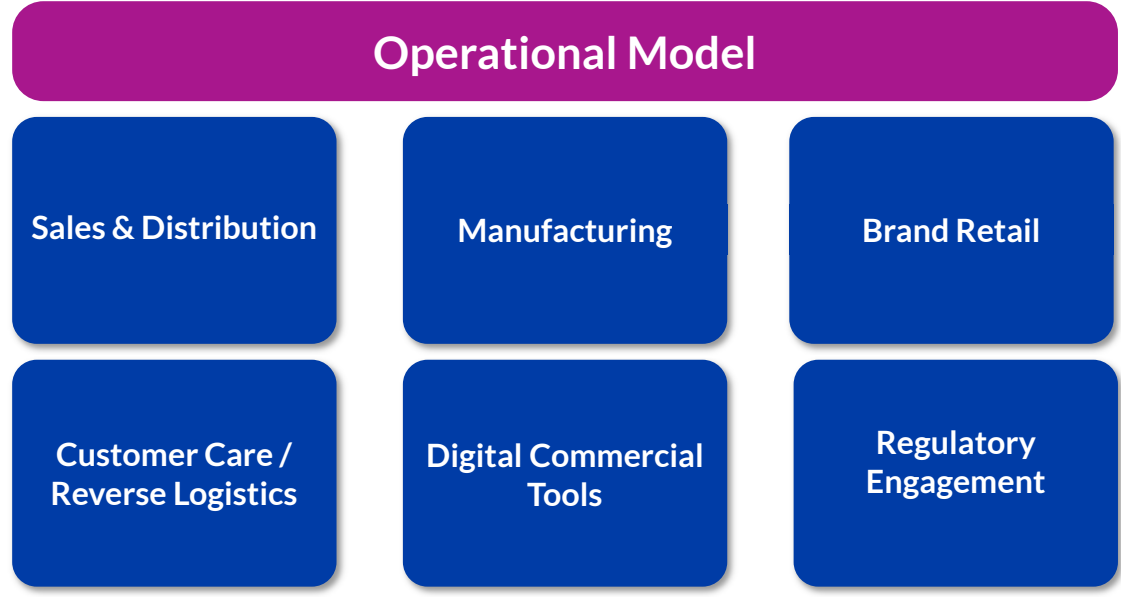 Operational Model
Sales & Distribution
Manufacturing
Brand Retail
Customer Care /
Reverse Logistics
Digital Commercial
Tools
Regulatory
Engagement